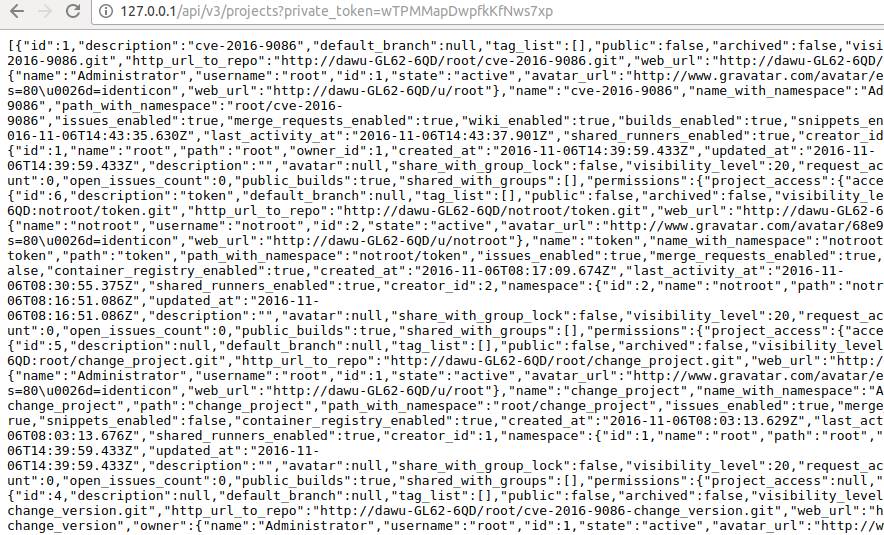 127.0.0.1/api/v3/projects?private_token=wTPMMapDwpfkKfNws7xp
[{"id":1,"description":"cve-2016-9086","default_branch":null,"tag_list":[],"public":false,"archived":false,"visi
2016-9086.git","http_url_to_repo":"http://dawu-GL62-6QD/root/cve-2016-9086.git","web_url":"http://dawu-GL62-6QD/
{"name":"Administrator","username":"root","id":1,"state":"active","avatar_url":"http://www.gravatar.com/avatar/e
s=80\u0026d=identicon","web_url":"http://dawu-GL62-6QD/u/root"},"name":"cve-2016-9086","name_with_namespace":"Ad
9086","path_with_namespace":"root/cve-2016-
9086","issues_enabled":true,"merge_requests_enabled":true,"wiki_enabled":true,"builds_enabled":true,"snippets_en
016-11-06T14:43:35.630Z","last_activity_at":"2016-11-06T14:43:37.901Z","shared_runners_enabled":true,"creator_id
{"id":1,"name":"root","path":"root","owner_id":1,"created_at":"2016-11-06T14:39:59.433Z","updated_at":"2016-11-
06T14:39:59.433Z","description":"","avatar":null,"share_with_group_lock":false,"visibility_level":20,"request_ac
unt":0,"open_issues_count":0,"public_builds":true,"shared_with_groups":[],"permissions":{"project_access":{"acce
{"id":6,"description":"token","default_branch":null,"tag_list":[],"public":false,"archived":false,"visibility_le
6QD:notroot/token.git","http_url_to_repo":"http://dawu-GL62-6QD/notroot/token.git","web_url":"http://dawu-GL62-6
{"name":"notroot","username":"notroot","id":2,"state":"active","avatar_url":"http://www.gravatar.com/avatar/68e9
s=80\u0026d=identicon","web_url":"http://dawu-GL62-6QD/u/notroot"},"name":"token","name_with_namespace":"notroot
token","path":"token","path_with_namespace":"notroot/token","issues_enabled":true,"merge_requests_enabled":true,
alse,"container_registry_enabled":true,"created_at":"2016-11-06T08:17:09.674Z","last_activity_at":"2016-11-
06T08:30:55.375Z","shared_runners_enabled":true,"creator_id":2,"namespace":{"id":2,"name":"notroot","path":"notr
06T08:16:51.086Z","updated_at":"2016-11-
06T08:16:51.086Z","description":"","avatar":null,"share_with_group_lock":false,"visibility_level":20,"request_ac
unt":0,"open_issues_count":0,"public_builds":true,"shared_with_groups":[],"permissions":{"project_access":{"acce
{"id":5,"description":null,"default_branch":null,"tag_list":[],"public":false,"archived":false,"visibility_level
6QD:root/change_project.git","http_url_to_repo":"http://dawu-GL62-6QD/root/change_project.git","web_url":"http:/
{"name":"Administrator","username":"root","id":1,"state":"active","avatar_url":"http://www.gravatar.com/avatar/e
s=80\u0026d=identicon","web_url":"http://dawu-GL62-6QD/u/root"},"name":"change_project","name_with_namespace":"A
change_project","path":"change_project","path_with_namespace":"root/change_project","issues_enabled":true,"merge
rue,"snippets_enabled":false,"container_registry_enabled":true,"created_at":"2016-11-06T08:03:13.629Z","last_act
06T08:03:13.676Z","shared_runners_enabled":true,"creator_id":1,"namespace":{"id":1,"name":"root","path":"root","
06T14:39:59.433Z","updated_at":"2016-11-
06T14:39:59.433Z","description":"","avatar":null,"share_with_group_lock":false,"visibility_level":20,"request_ac
unt":0,"open_issues_count":0,"public_builds":true,"shared_with_groups":[],"permissions":{"project_access":null,"
{"id":4,"description":null,"default_branch":null,"tag_list":[],"public":false,"archived":false,"visibility_level
change_version.git","http_url_to_repo":"http://dawu-GL62-6QD/root/cve-2016-9086-change_version.git","web_url":"h
change_version","owner":{"name":"Administrator","username":"root","id":1,"state":"active","avatar_url":"http://w